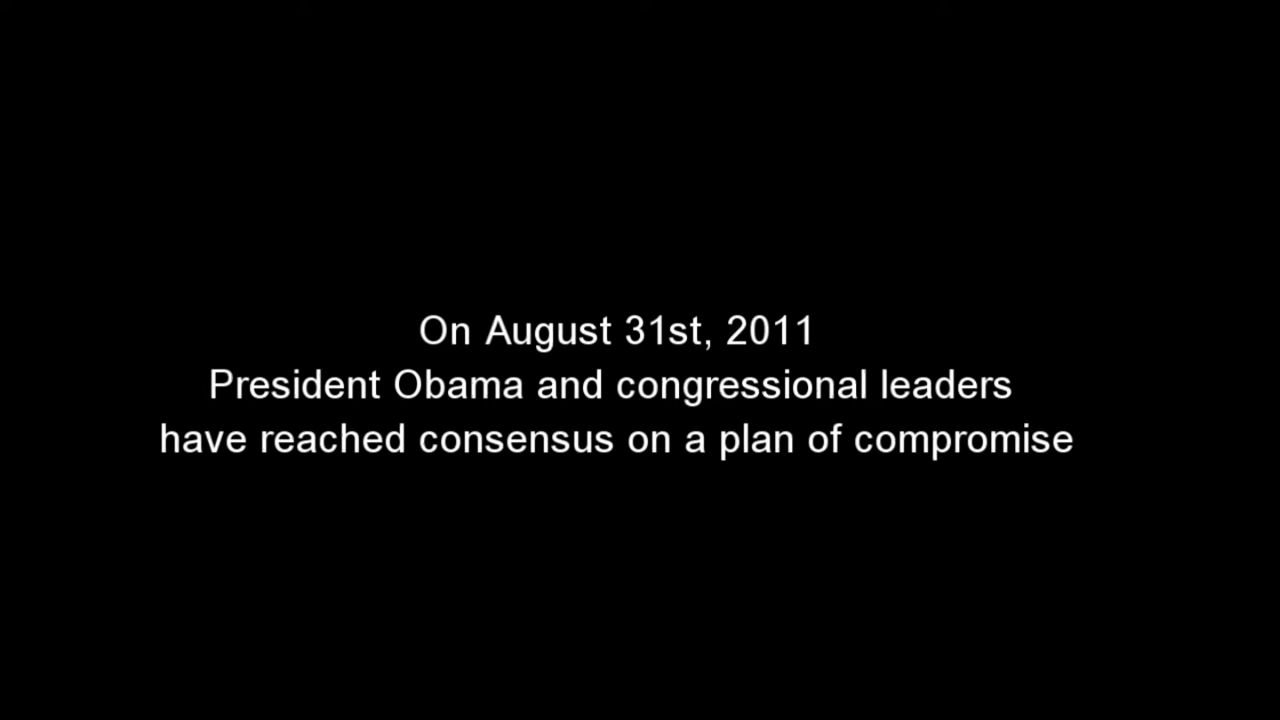 On August 31st, 2011
President Obama and congressional leaders
have reached consensus on a plan of compromise